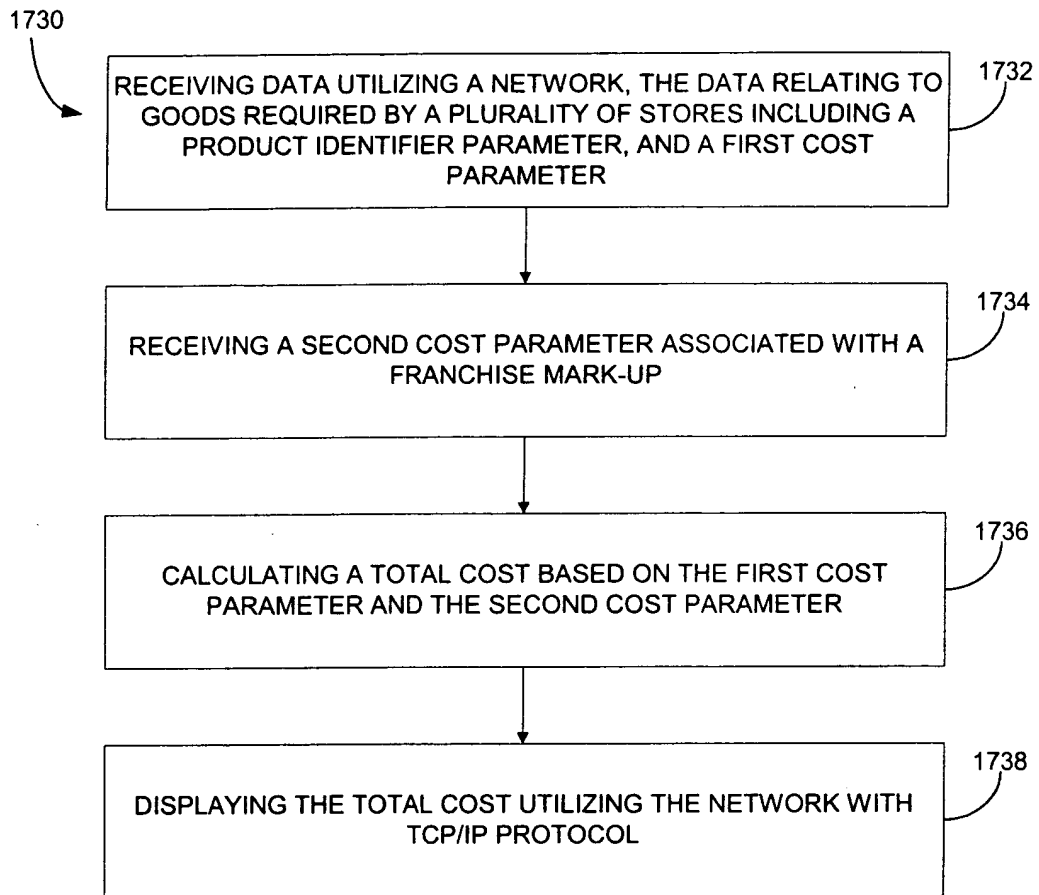 1730
RECEIVING DATA UTILIZING A NETWORK, THE DATA RELATING TO
GOODS REQUIRED BY A PLURALITY OF STORES INCLUDING A
PRODUCT IDENTIFIER PARAMETER, AND A FIRST COST
PARAMETER
1732
RECEIVING A SECOND COST PARAMETER ASSOCIATED WITH A
FRANCHISE MARK-UP
1734
CALCULATING A TOTAL COST BASED ON THE FIRST COST
PARAMETER AND THE SECOND COST PARAMETER
1736
DISPLAYING THE TOTAL COST UTILIZING THE NETWORK WITH
TCP/IP PROTOCOL
1738